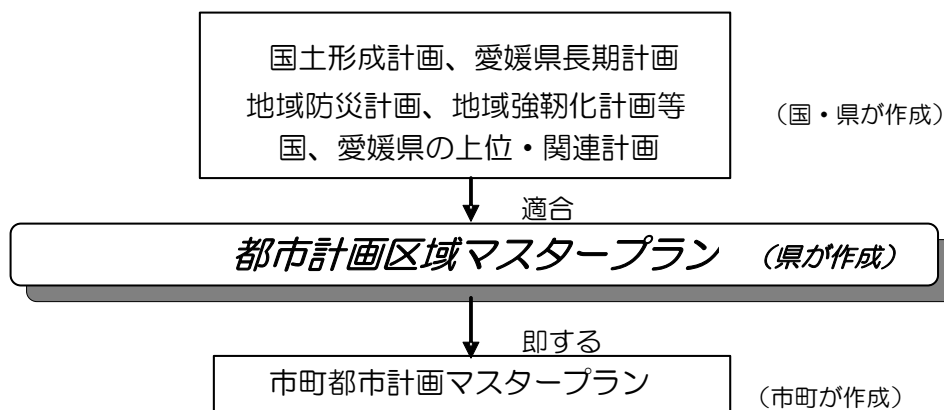 国土形成計画、愛媛県長期計画
地域防災計画、地域強靭化計画等
国、愛媛県の上位・関連計画
（国・県が作成）
適合
都市計画区域マスタープラン （県が作成）
即する
市町都市計画マスタープラン
（市町が作成）